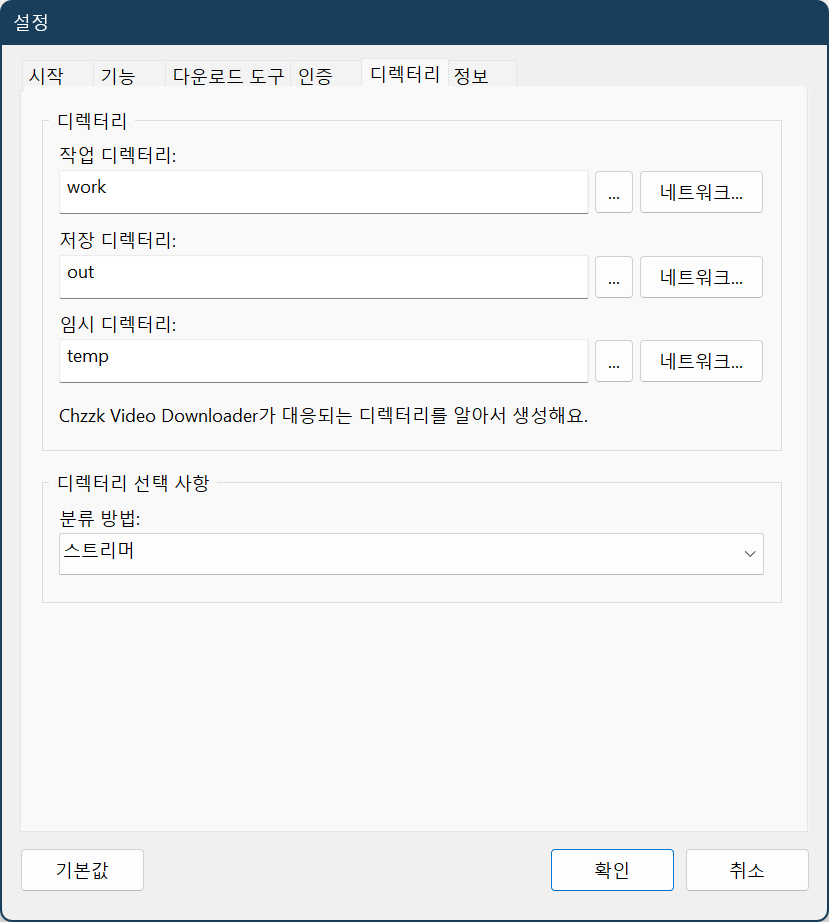 설정
시작 기능 다운로드 도구 인증 디렉터리 정보
디렉터리
작업 디렉터리:
work ... 네트워크...
저장 디렉터리:
out ... 네트워크...
임시 디렉터리:
temp ... 네트워크...
Chzzk Video Downloader가 대응되는 디렉터리를 알아서 생성해요.
디렉터리 선택 사항
분류 방법:
스트리머
기본값 확인 취소